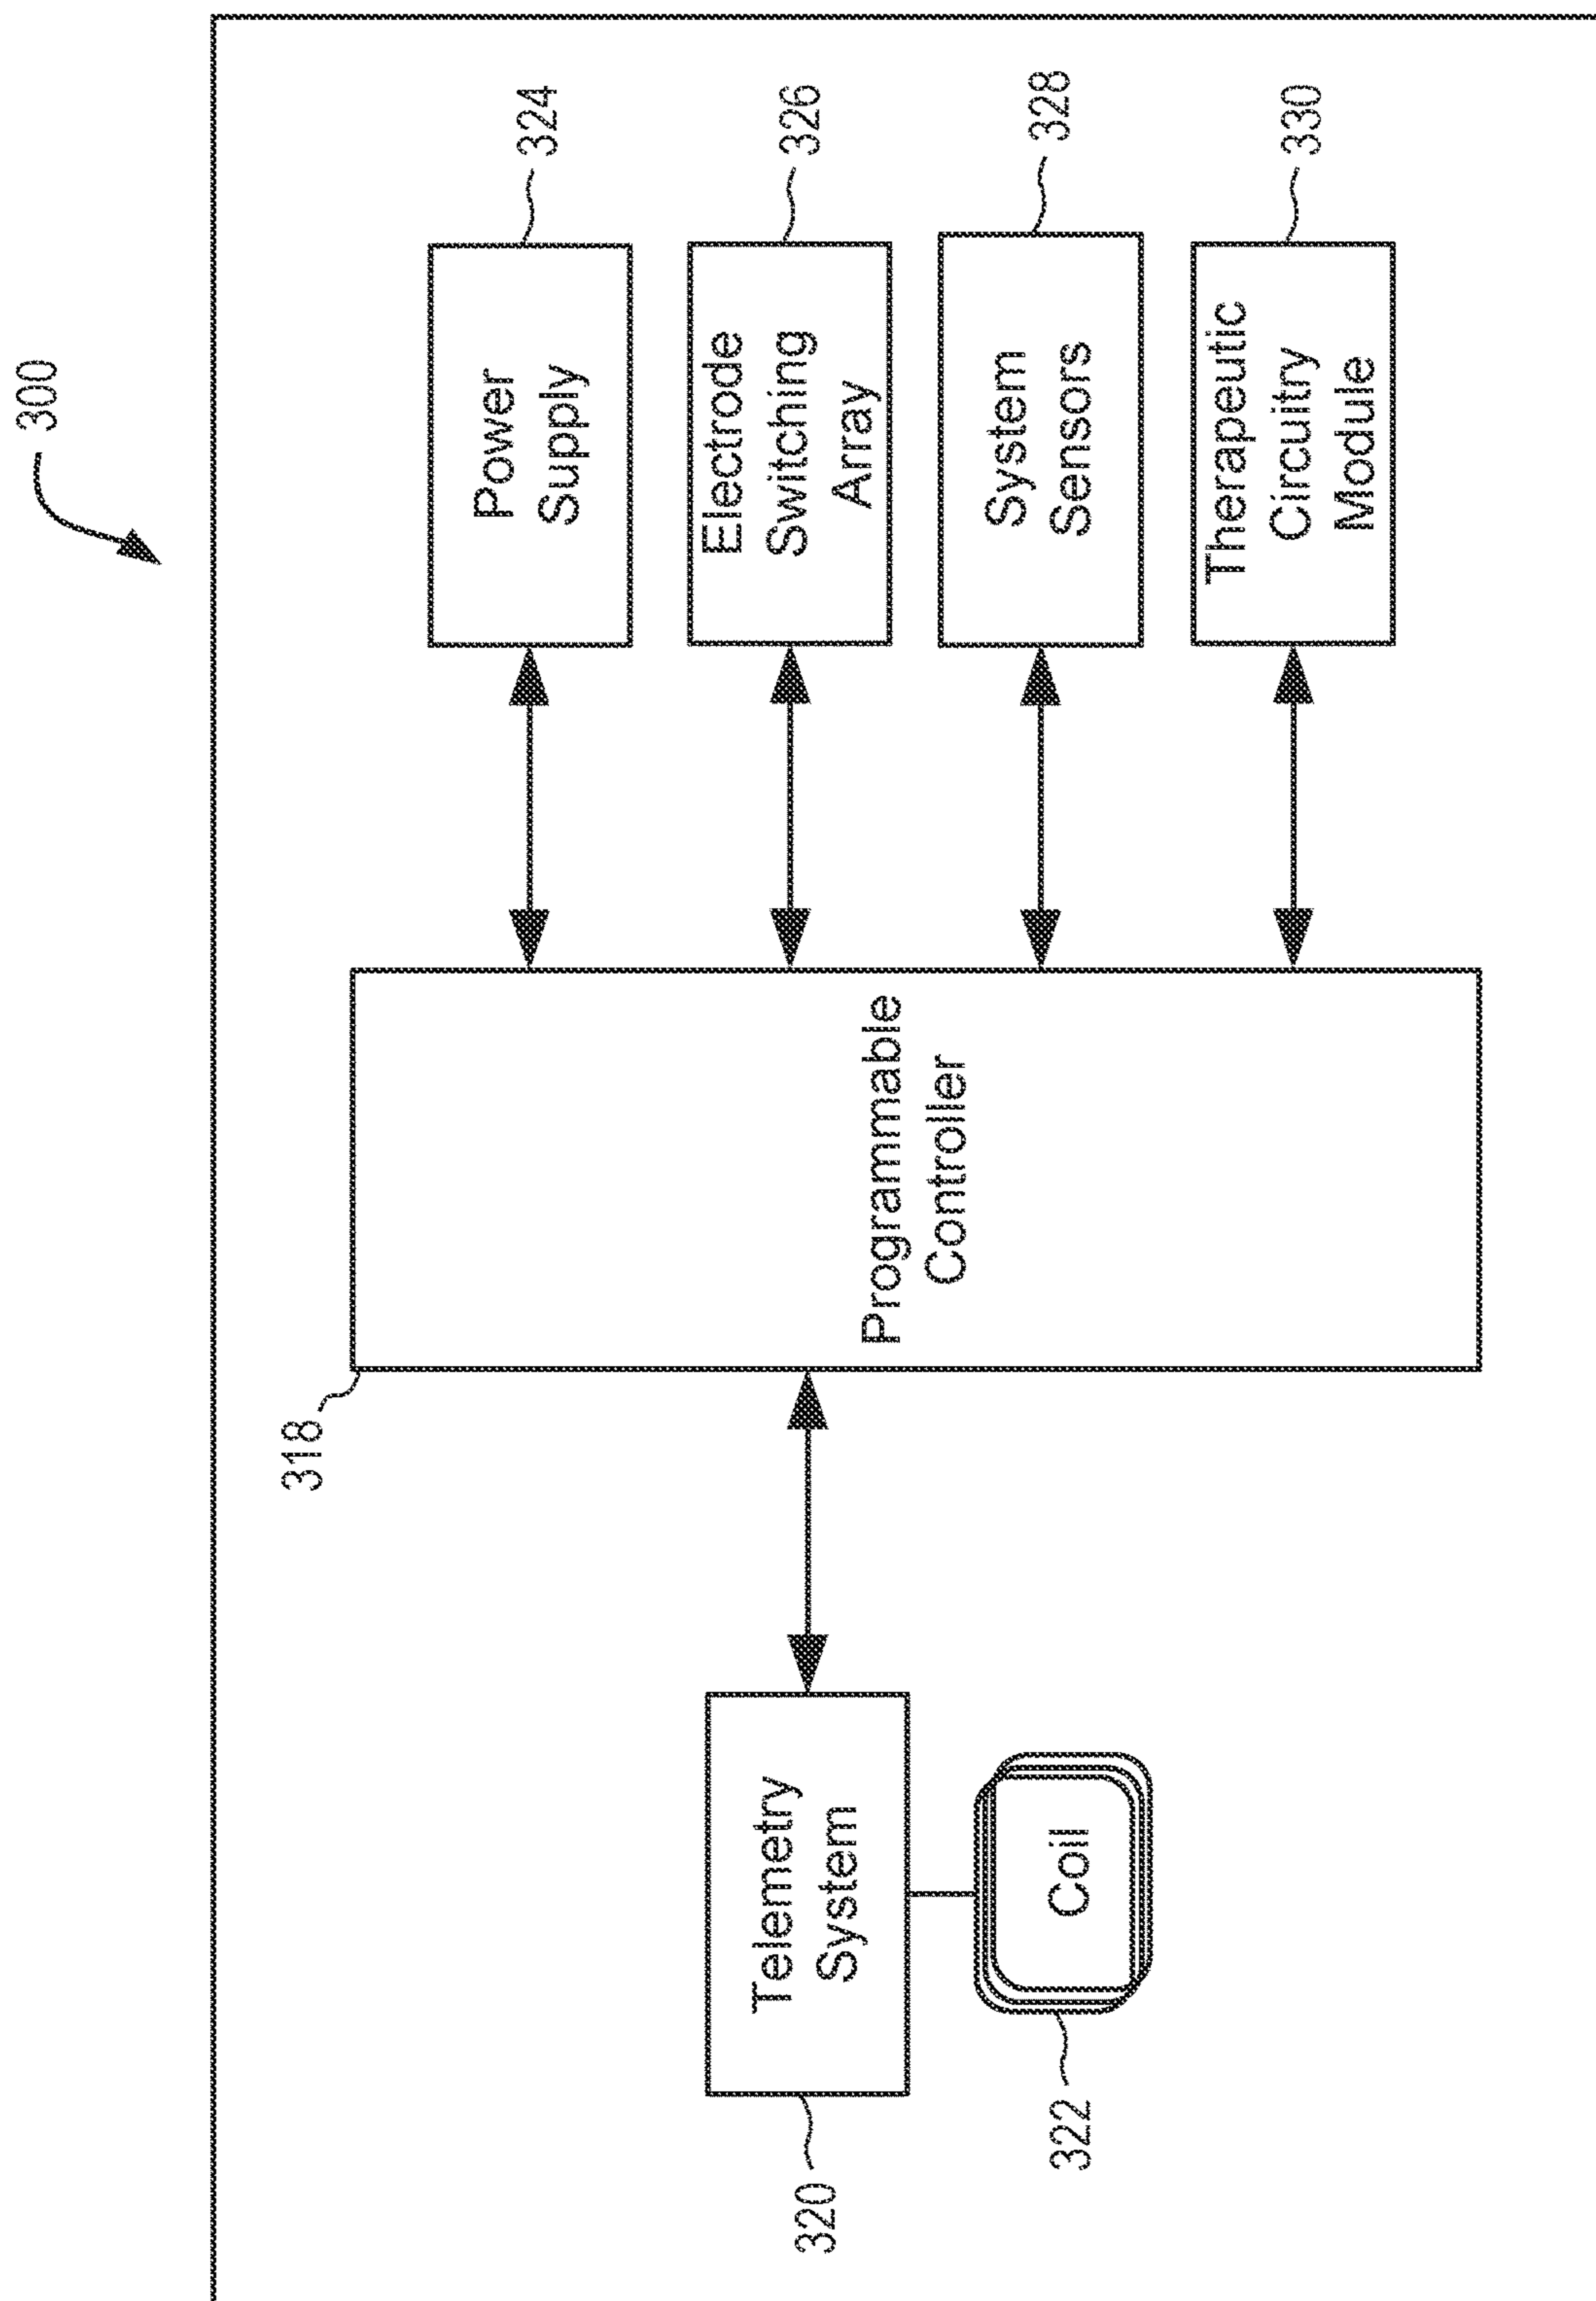 300
318
Programmable
Controller
320
Telemetry
System
322
Coil
Power
Supply
324
Electrode
Switching
Array
326
System
Sensors
328
Therapeutic
Circuitry
Module
330